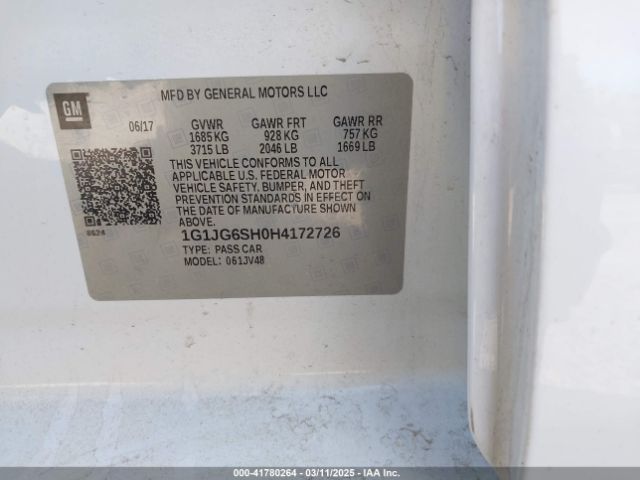 MFD BY GENERAL MOTORS LLC
GM
06/17 GVWR GAWR FRT GAWR RR
1685 KG 928 KG 757 KG
3715 LB 2046 LB 1669 LB
THIS VEHICLE CONFORMS TO ALL
APPLICABLE U.S. FEDERAL MOTOR
VEHICLE SAFETY, BUMPER, AND THEFT
PREVENTION STANDARDS IN EFFECT ON
THE DATE OF MANUFACTURE SHOWN
ABOVE.
1G1JG6SH0H4172726
TYPE: PASS CAR
MODEL: 061JV48
000-41780264 - 03/11/2025 - IAA Inc.